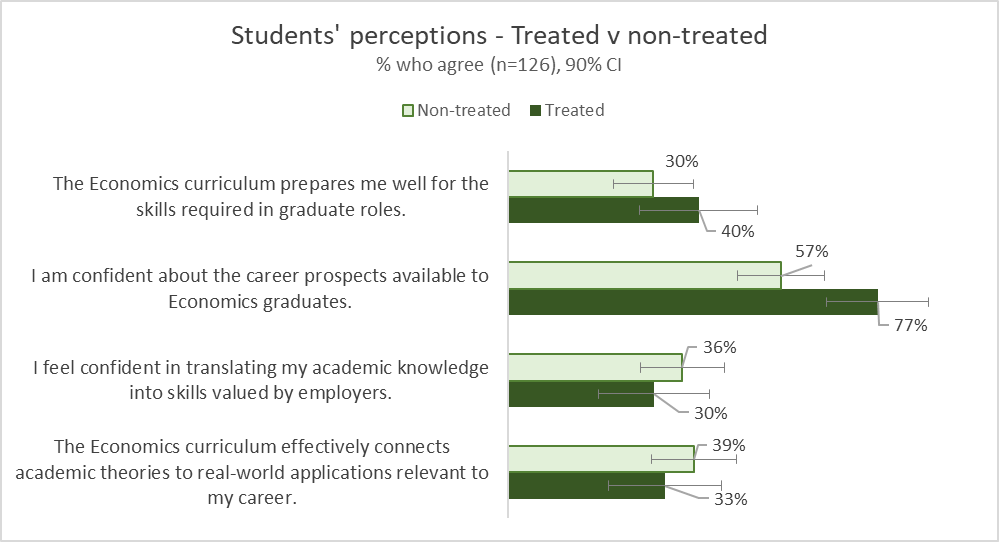 Students' perceptions - Treated v non-treated
% who agree (n=126), 90% CI
Non-treated Treated
The Economics curriculum prepares me well for the
skills required in graduate roles.
30%
40%
I am confident about the career prospects available to
Economics graduates.
57%
77%
I feel confident in translating my academic knowledge
into skills valued by employers.
36%
30%
The Economics curriculum effectively connects
academic theories to real-world applications relevant to
my career.
39%
33%